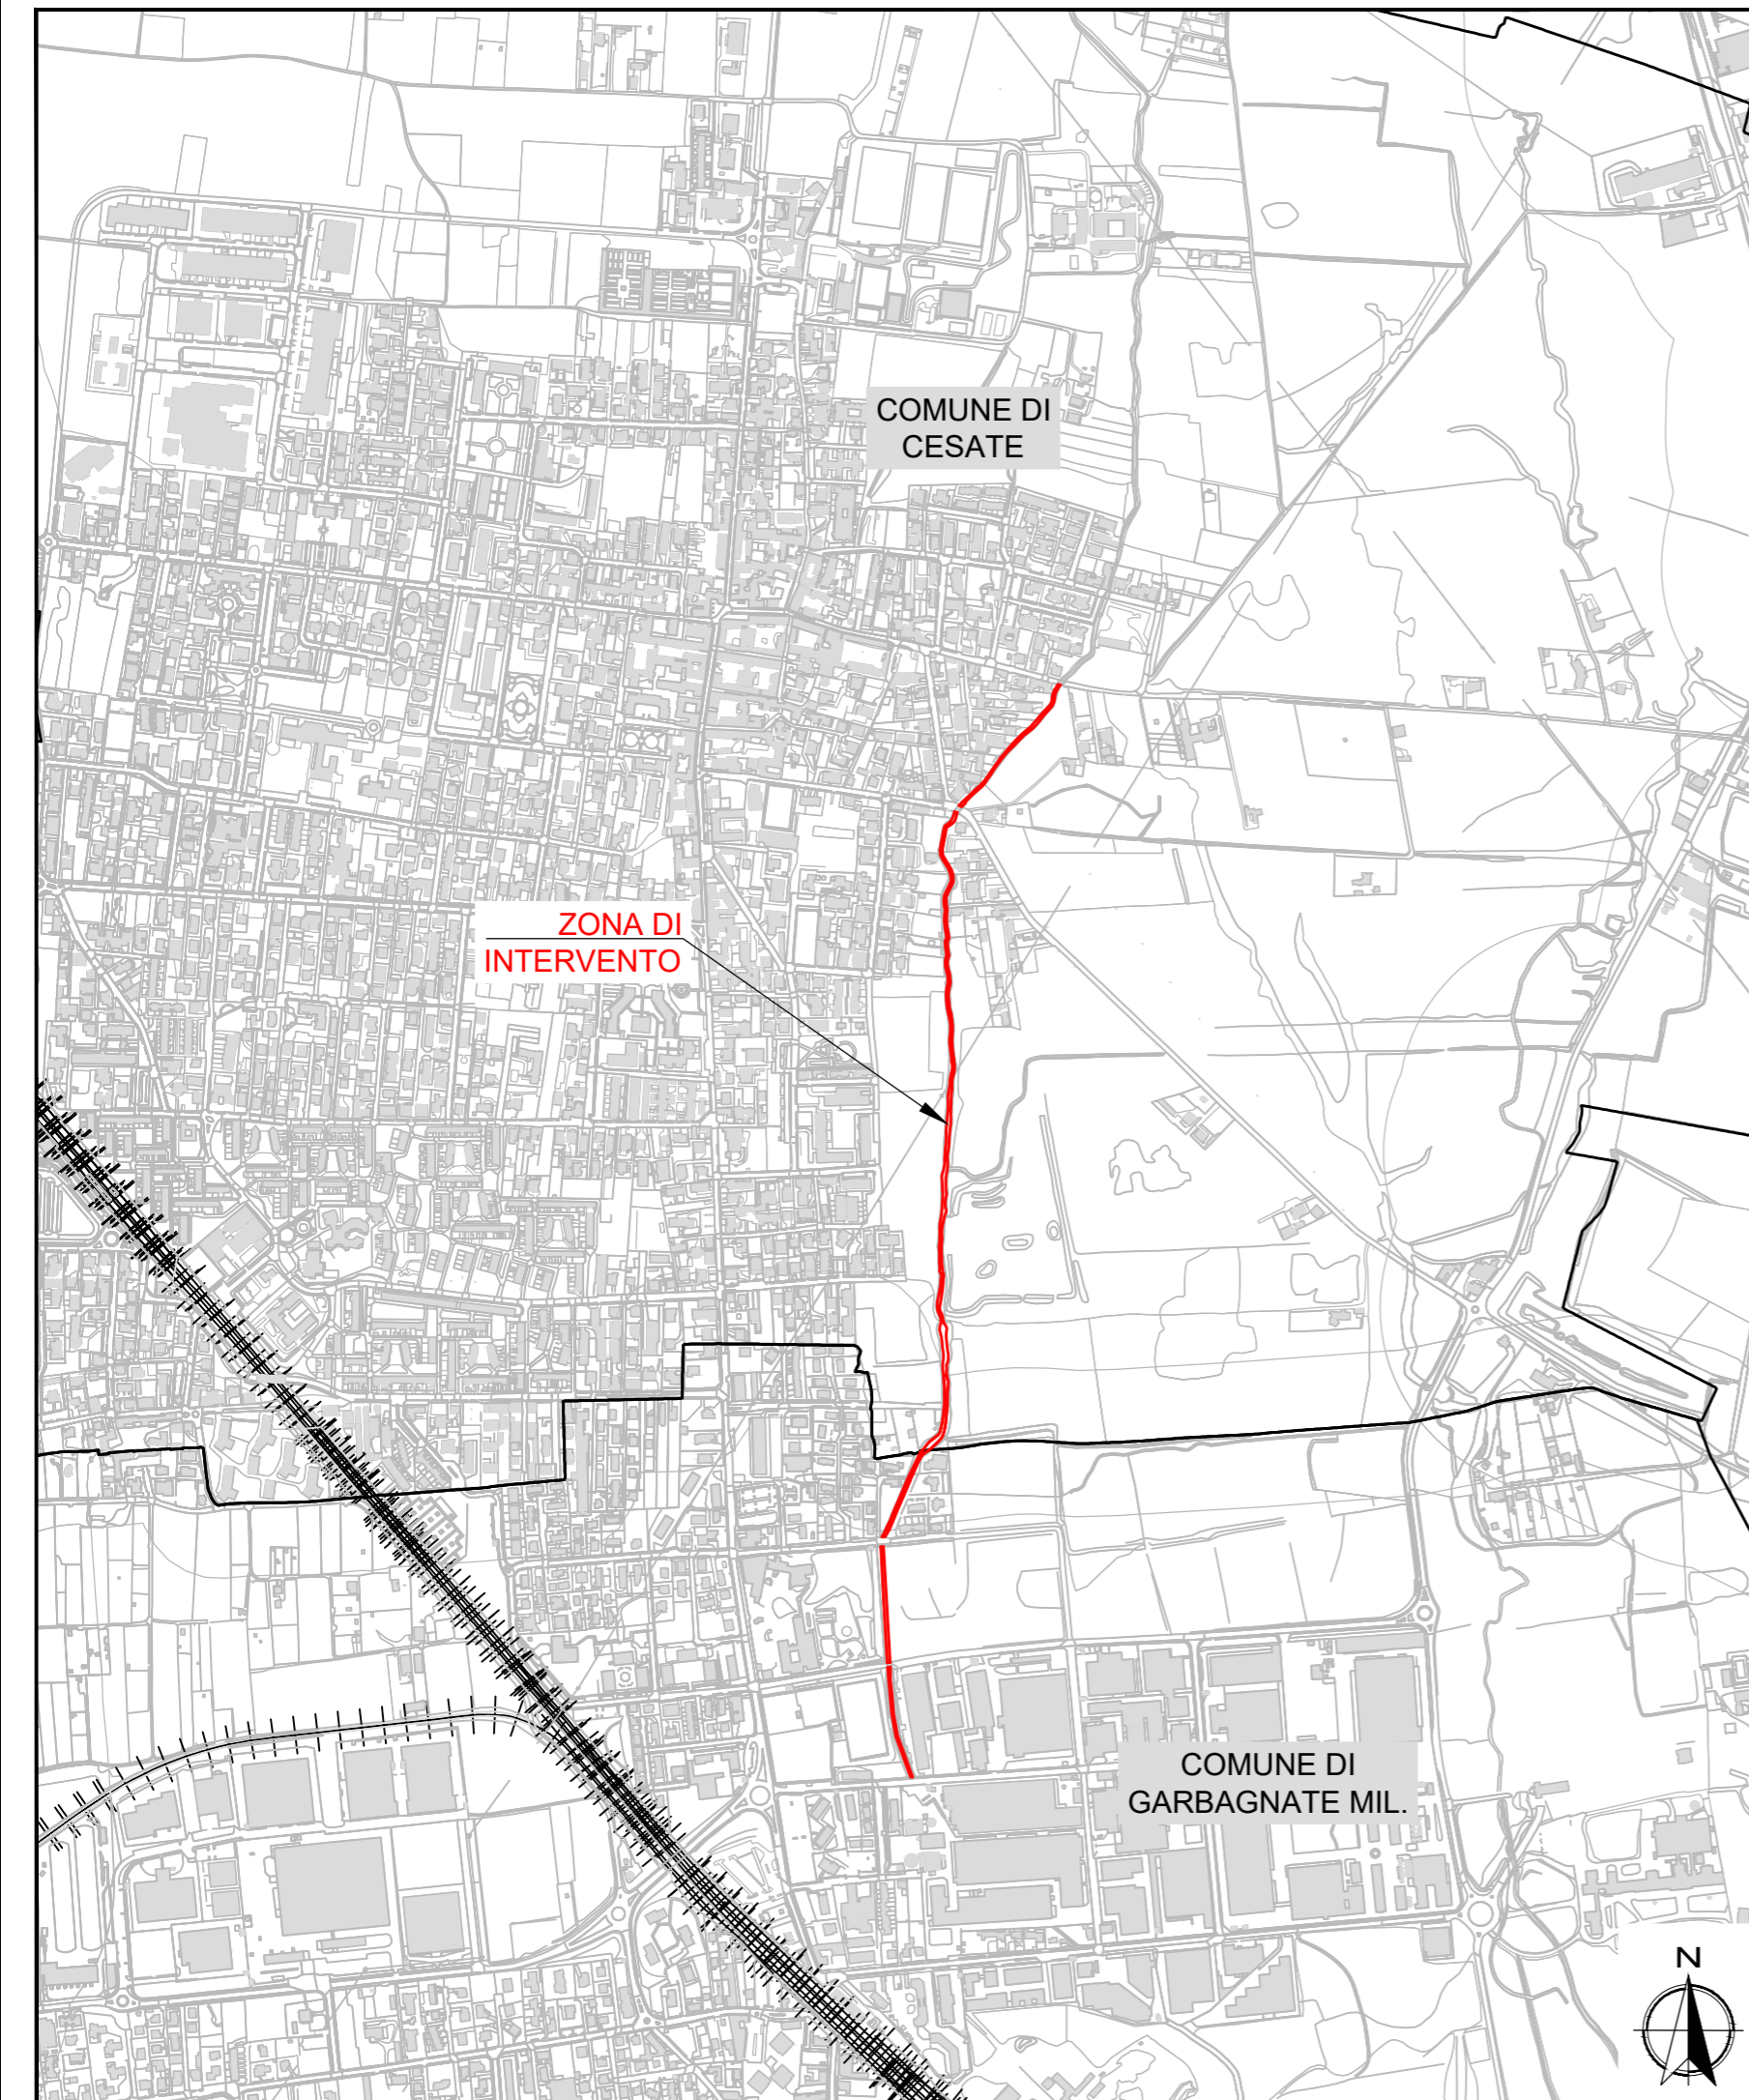 COMUNE DI
CESATE
ZONA DI
INTERVENTO
COMUNE DI
GARBAGNATE MIL.
N